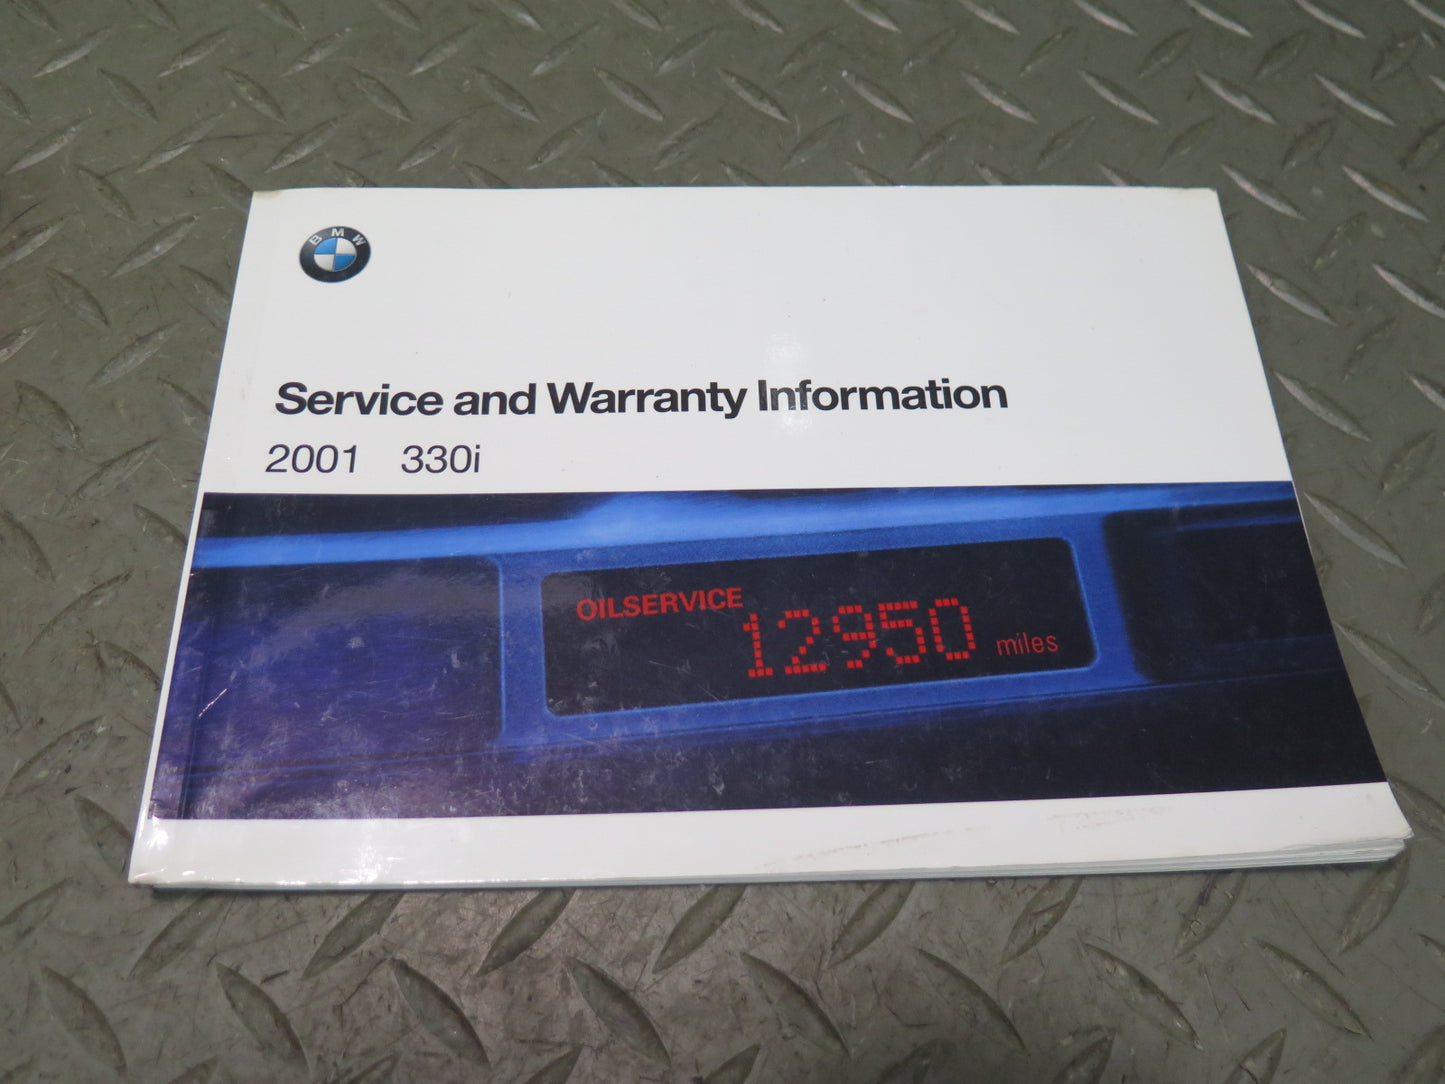 BMW
Service and Warranty Information
2001 330i
OILSERVICE
12950 miles